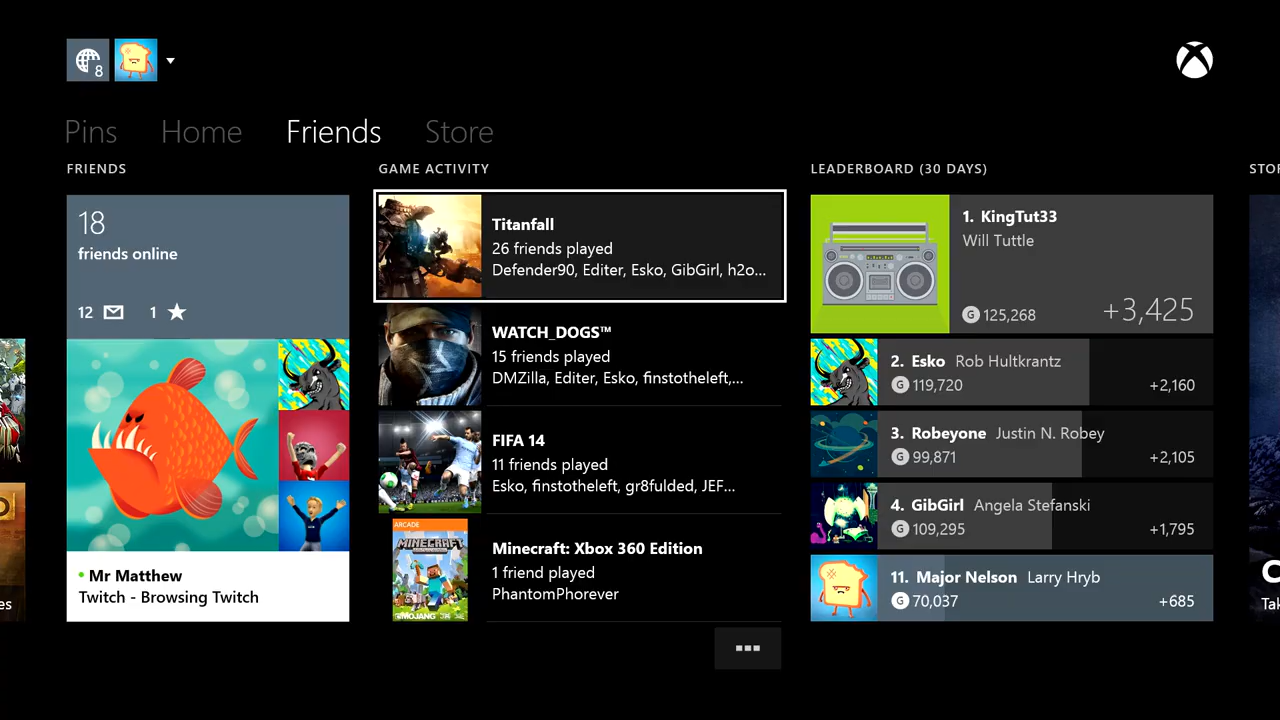 8
Pins Home Friends Store
FRIENDS
18
friends online
12 1
Mr Matthew
Twitch - Browsing Twitch
GAME ACTIVITY
Titanfall
26 friends played
Defender90, Editer, Esko, GibGirl, h2o...
WATCH_DOGS™
15 friends played
DMZilla, Editer, Esko, finstotheleft,...
FIFA 14
11 friends played
Esko, finstotheleft, gr8fulded, JEF...
ARCADE
MINECRAFT
MOJANG
Minecraft: Xbox 360 Edition
1 friend played
PhantomPhorever
LEADERBOARD (30 DAYS)
1. KingTut33
Will Tuttle
G 125,268 +3,425
2. Esko Rob Hultkrantz
G 119,720 +2,160
3. Robeyone Justin N. Robey
G 99,871 +2,105
4. GibGirl Angela Stefanski
G 109,295 +1,795
11. Major Nelson Larry Hryb
G 70,037 +685